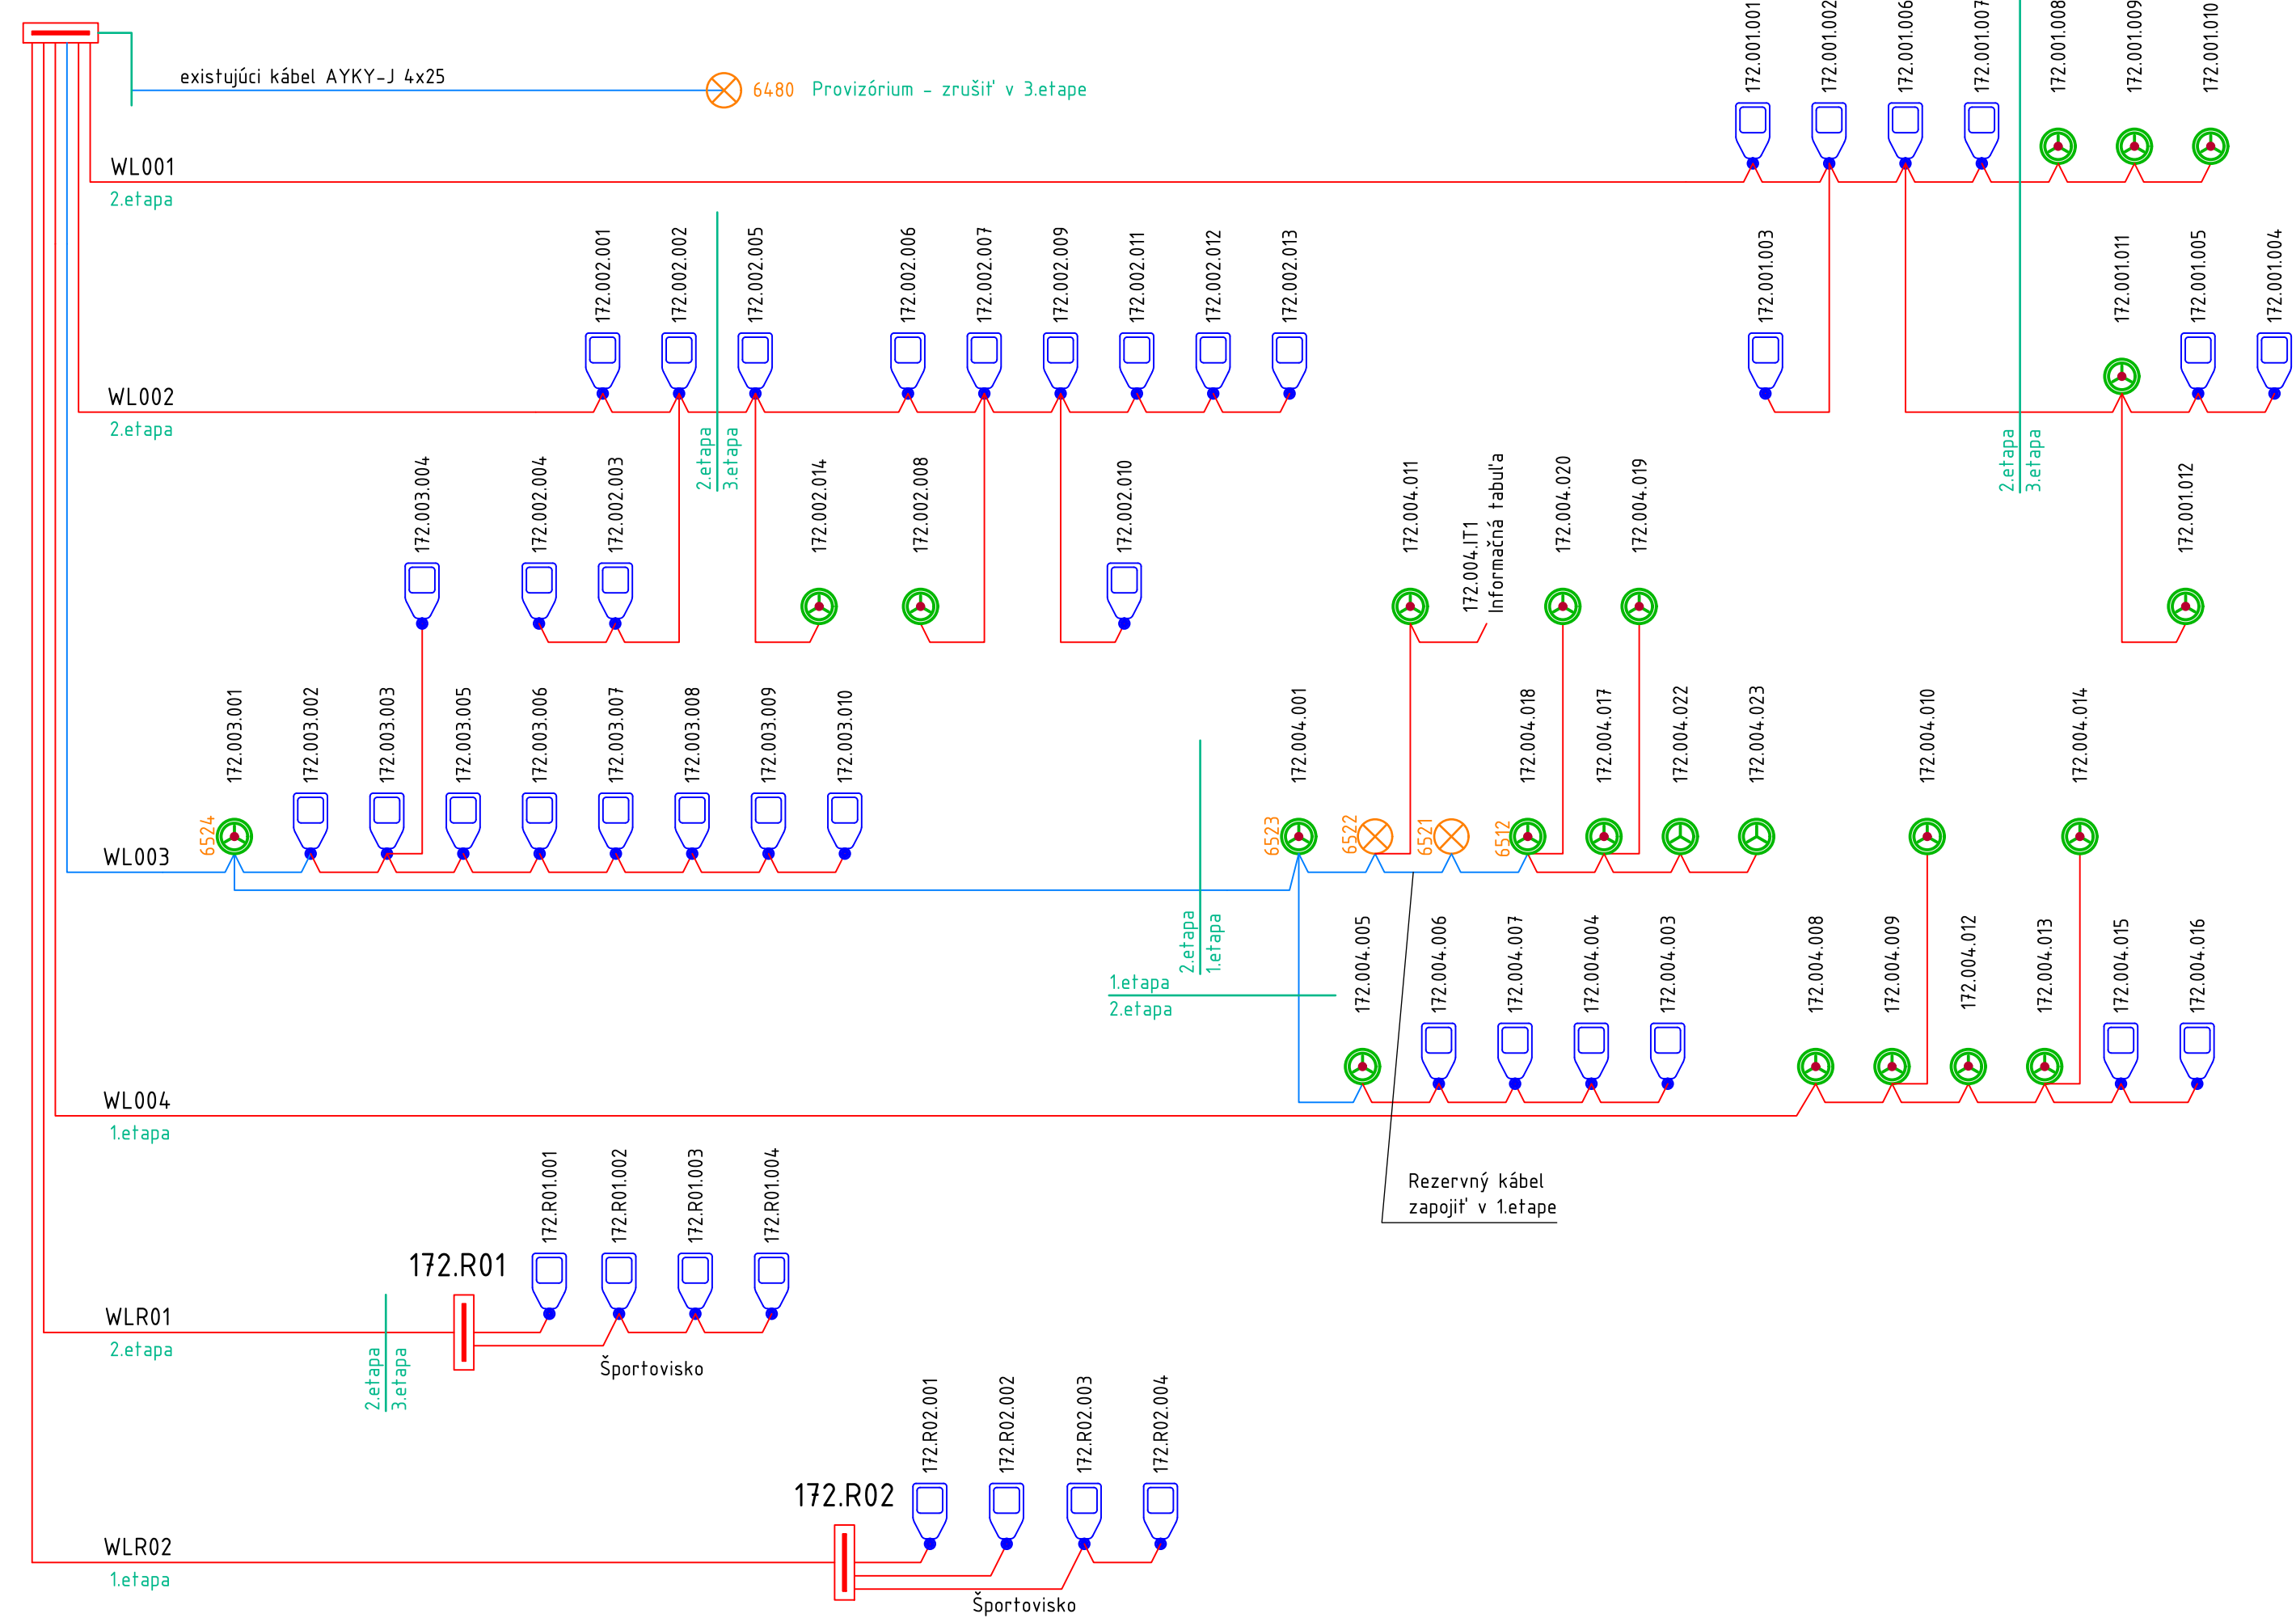 existujúci kábel AYKY-J 4x25
6480
Provizórium - zrušiť v 3.etape
172.001.001
172.001.002
172.001.006
172.001.007
172.001.008
172.001.009
172.001.010
WL001
2.etapa
172.002.001
172.002.002
172.002.005
172.002.006
172.002.007
172.002.009
172.002.011
172.002.012
172.002.013
172.001.003
172.001.011
172.001.005
172.001.004
WL002
2.etapa
2.etapa
3.etapa
2.etapa
3.etapa
172.003.004
172.002.004
172.002.003
172.002.014
172.002.008
172.002.010
172.004.011
172.004.IT1
Informačná tabuľa
172.004.020
172.004.019
172.001.012
172.003.001
172.003.002
172.003.003
172.003.005
172.003.006
172.003.007
172.003.008
172.003.009
172.003.010
172.004.001
172.004.018
172.004.017
172.004.022
172.004.023
172.004.010
172.004.014
6524
6523
6522
6521
6512
WL003
2.etapa
1.etapa
1.etapa
2.etapa
172.004.005
172.004.006
172.004.007
172.004.004
172.004.003
172.004.008
172.004.009
172.004.012
172.004.013
172.004.015
172.004.016
WL004
1.etapa
Rezervný kábel
zapojiť v 1.etape
172.R01
172.R01.001
172.R01.002
172.R01.003
172.R01.004
WLR01
2.etapa
2.etapa
3.etapa
Športovisko
172.R02
172.R02.001
172.R02.002
172.R02.003
172.R02.004
WLR02
1.etapa
Športovisko